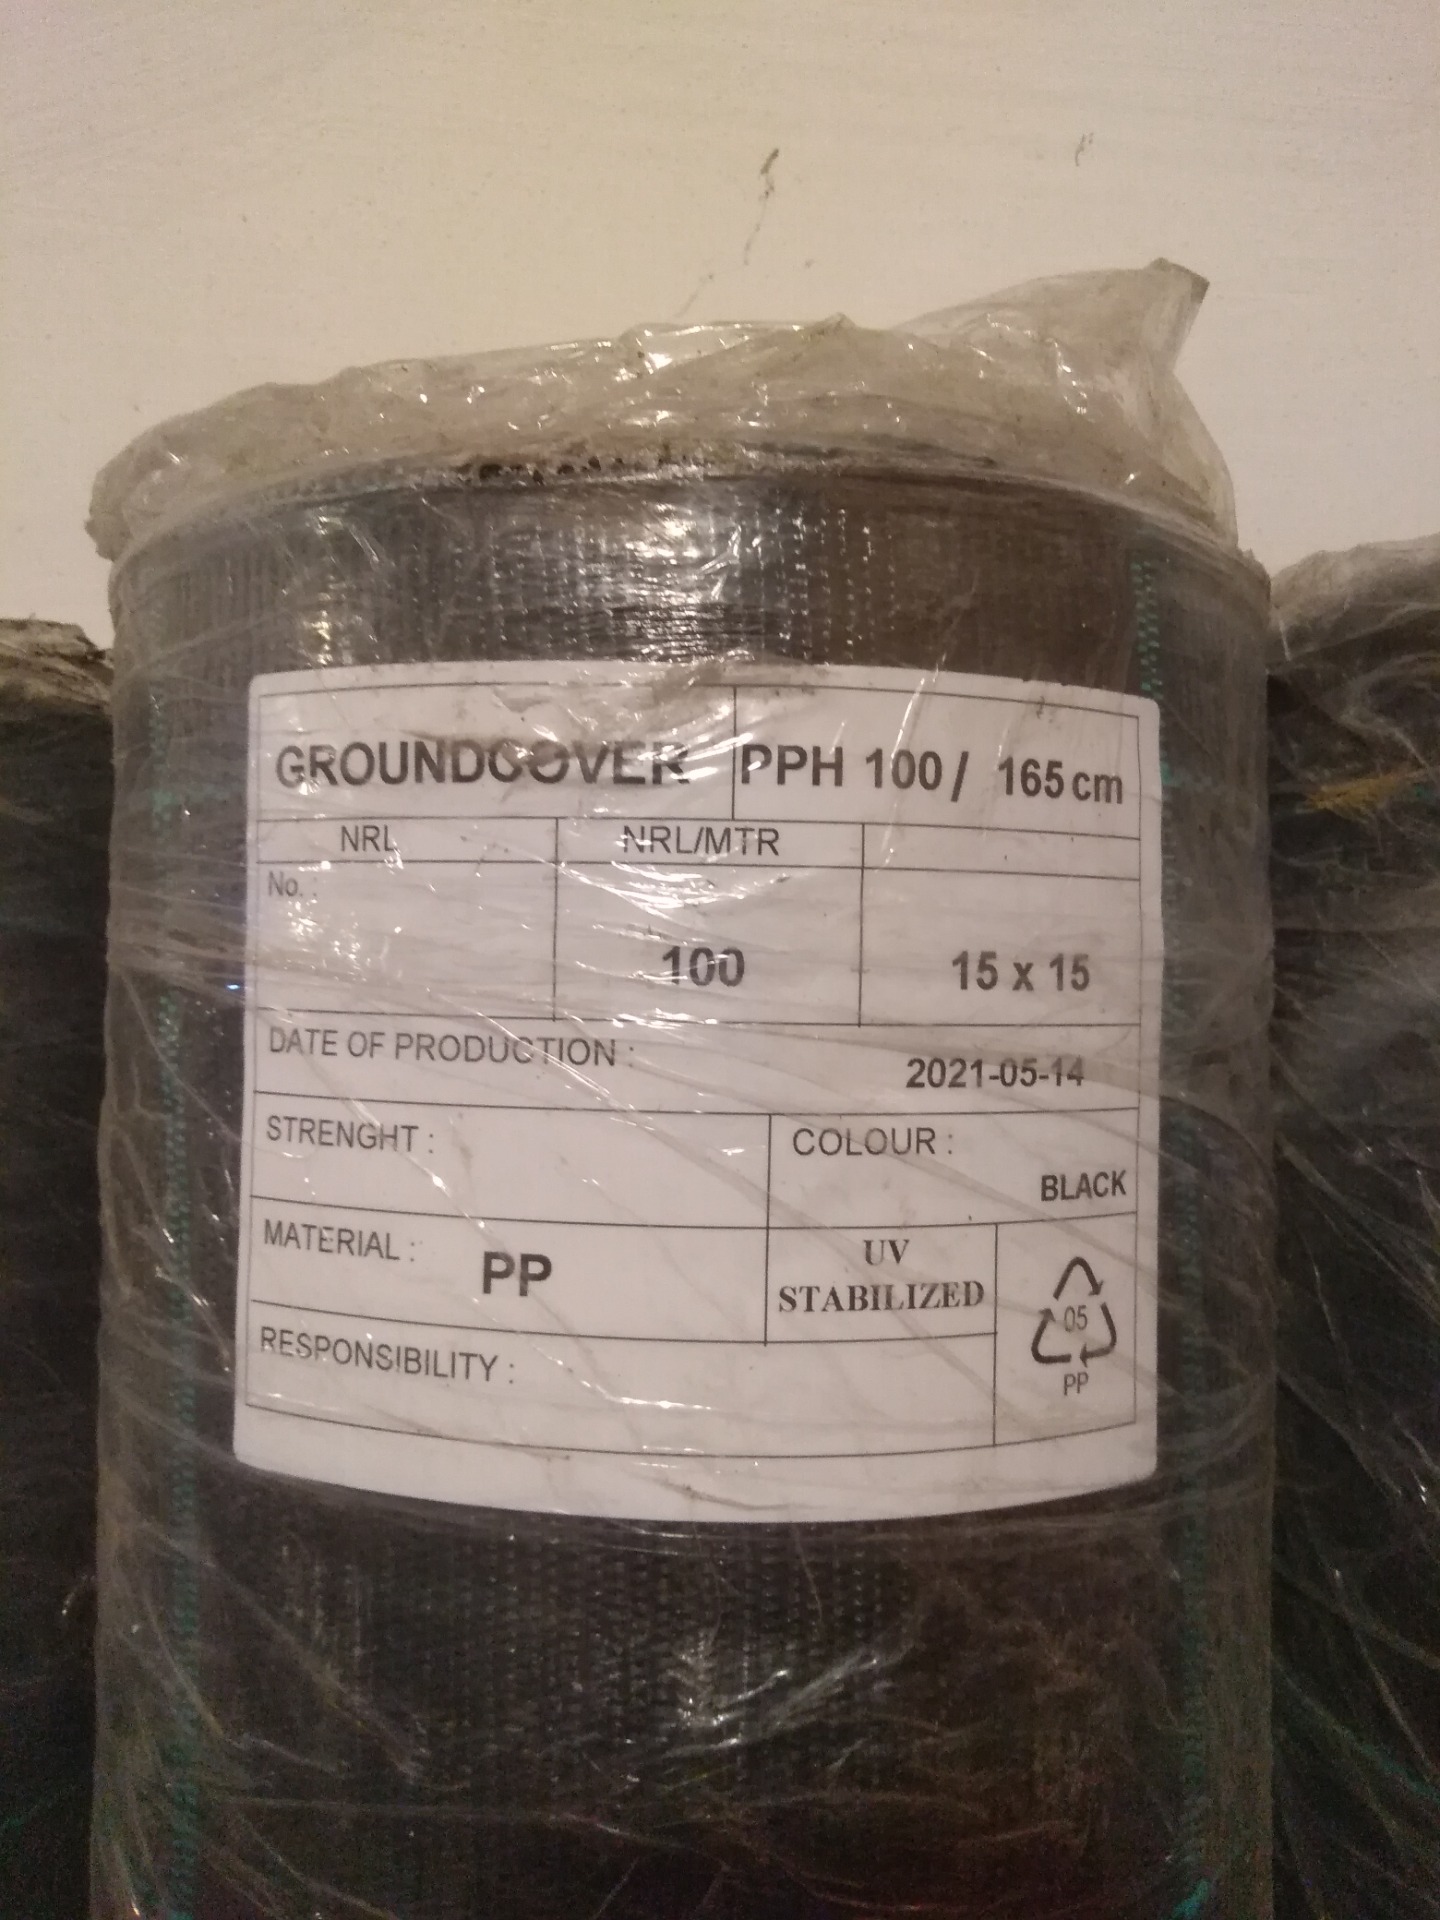 GROUNDCOVER PPH 100 / 165 cm
NRL NRL/MTR
No. :
100 15 x 15
DATE OF PRODUCTION : 2021-05-14
STRENGHT : COLOUR :
BLACK
MATERIAL : PP UV
STABILIZED
05
PP
RESPONSIBILITY :